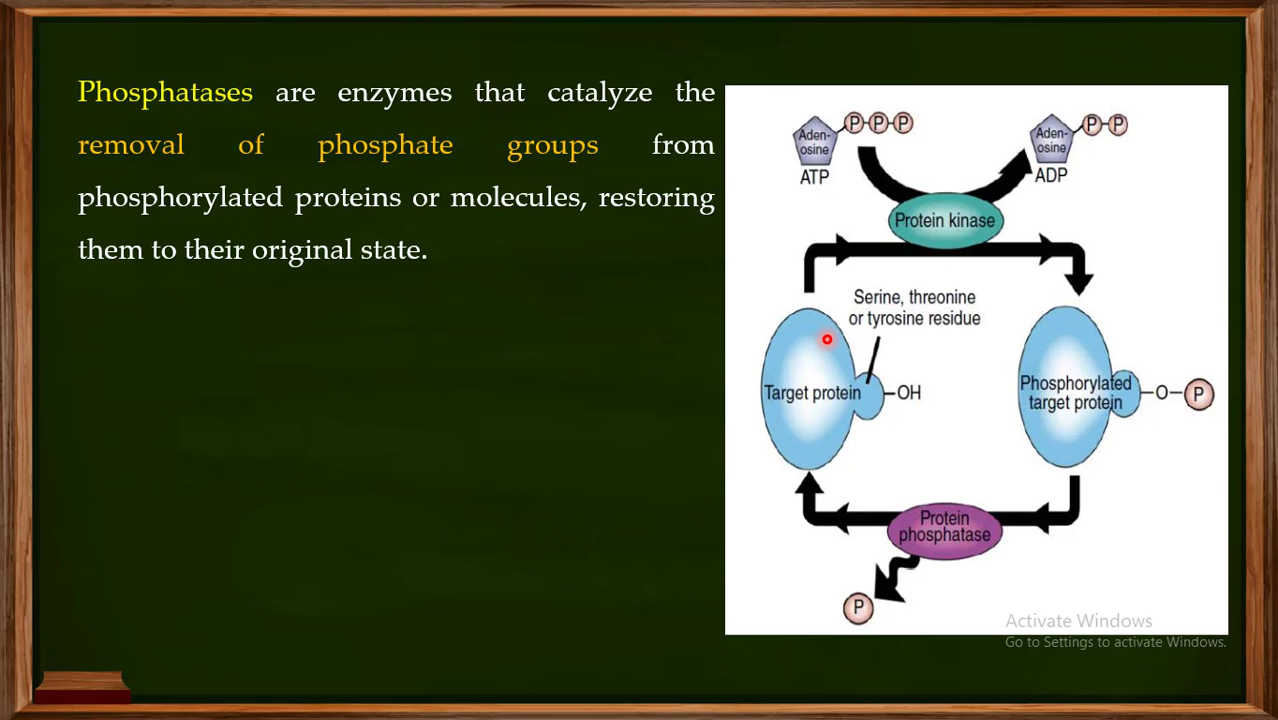 Phosphatases are enzymes that catalyze the
removal of phosphate groups from
phosphorylated proteins or molecules, restoring
them to their original state.
Aden-
osine
P P P
ATP
Aden-
osine
P P
ADP
Protein kinase
Serine, threonine
or tyrosine residue
Target protein
OH
Phosphorylated
target protein
O
P
Protein
phosphatase
P
Activate Windows
Go to Settings to activate Windows.